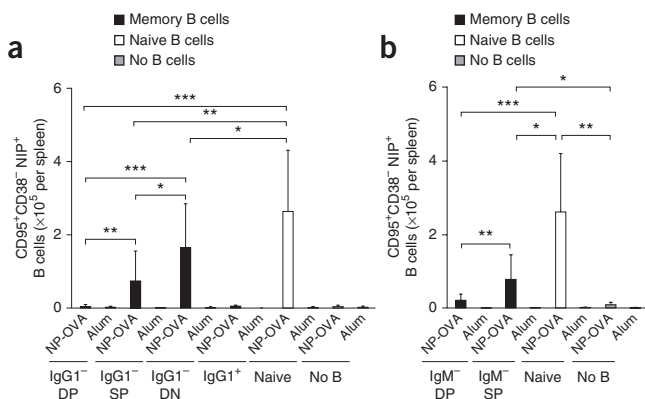 a
Memory B cells
Naive B cells
No B cells
CD95⁺CD38⁻ NIP⁺
B cells (×10⁵ per spleen)
6
4
2
0
***
**
*
***
*
**
NP-OVA Alum NP-OVA Alum NP-OVA Alum NP-OVA Alum NP-OVA Alum NP-OVA Alum
IgG1⁻ IgG1⁻ IgG1⁻ IgG1⁺ Naive No B
DP SP DN
b
Memory B cells
Naive B cells
No B cells
CD95⁺CD38⁻ NIP⁺
B cells (×10⁵ per spleen)
6
4
2
0
*
***
*
**
**
NP-OVA Alum NP-OVA Alum NP-OVA Alum NP-OVA Alum
IgM⁻ IgM⁻ Naive No B
DP SP